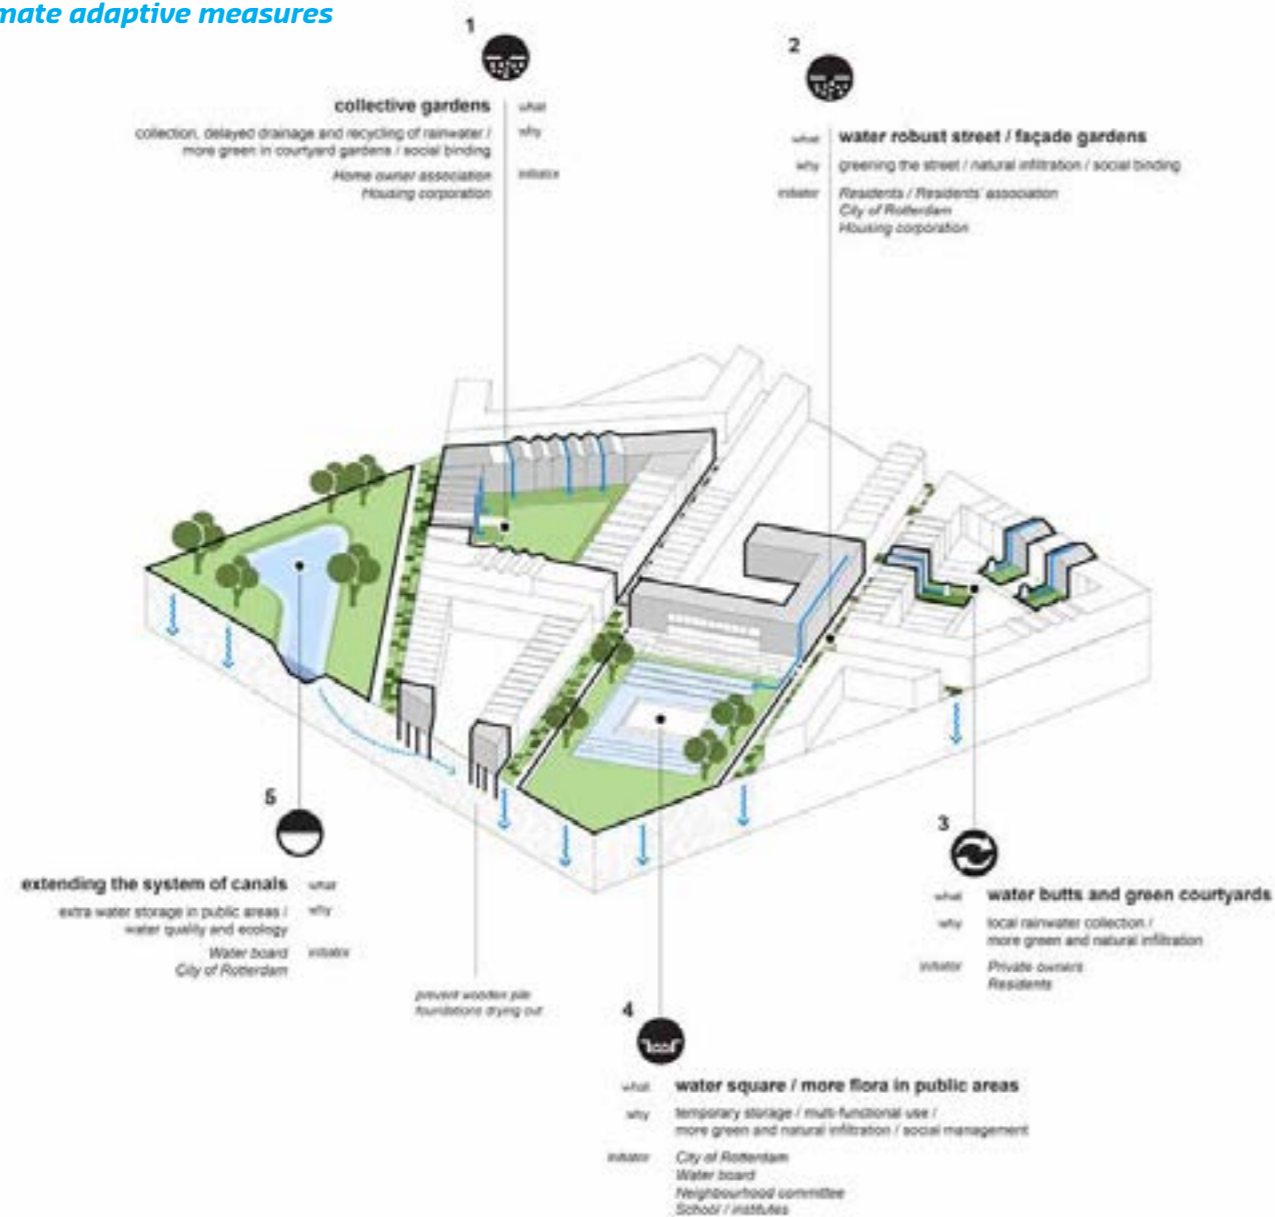 mate adaptive measures
1
collective gardens
what
collection, delayed drainage and recycling of rainwater /
more green in courtyard gardens / social binding
why
Home owner association
Housing corporation
initiator
2
what
water robust street / façade gardens
why
greening the street / natural infiltration / social binding
initiator
Residents / Residents' association
City of Rotterdam
Housing corporation
5
extending the system of canals
what
extra water storage in public areas /
water quality and ecology
why
Water board
City of Rotterdam
initiator
prevent wooden pile
foundations drying out
3
what
water butts and green courtyards
why
local rainwater collection /
more green and natural infiltration
initiator
Private owners
Residents
4
what
water square / more flora in public areas
why
temporary storage / multi-functional use /
more green and natural infiltration / social management
initiator
City of Rotterdam
Water board
Neighbourhood committee
School / institutes